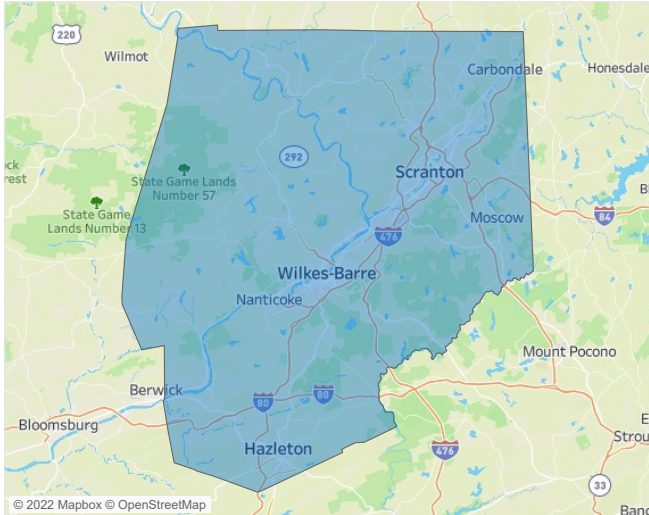 220
Wilmot
Carbondale
Honesdale
292
ock
rest
State Game Lands
Number 57
Scranton
State Game
Lands Number 13
Moscow
84
476
Wilkes-Barre
Nanticoke
Mount Pocono
Berwick
80
80
Bloomsburg
Hazleton
476
E
Strou
33
Bang
© 2022 Mapbox © OpenStreetMap